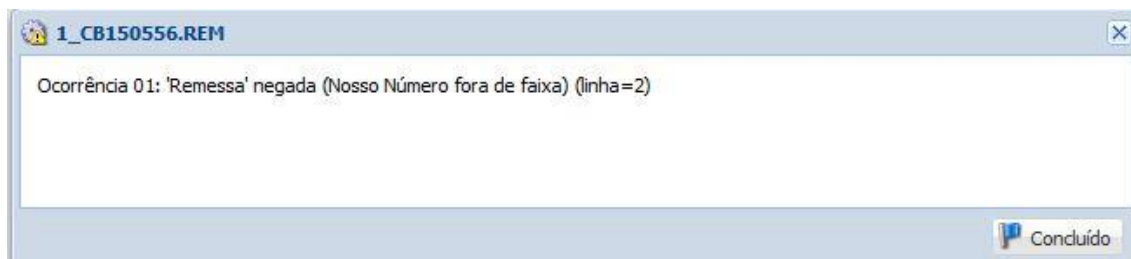 1_CB150556.REM
Ocorrência 01: 'Remessa' negada (Nosso Número fora de faixa) (linha=2)
Concluído